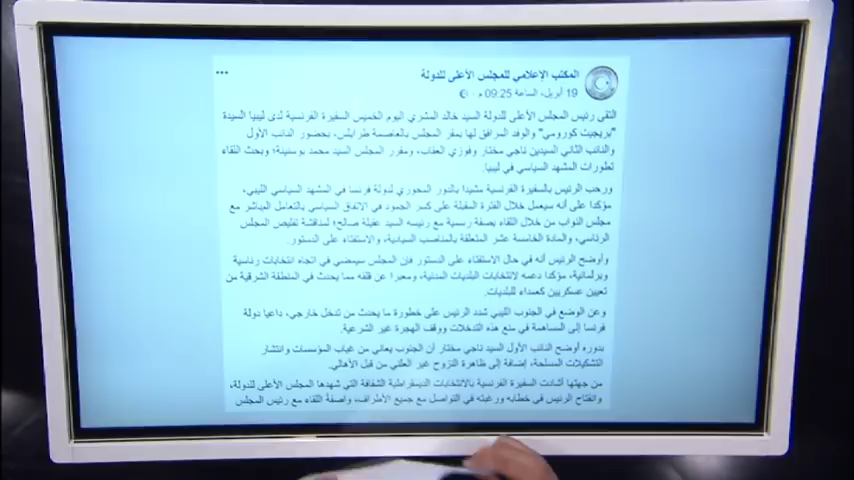 المكتب الإعلامي للمجلس الأعلى للدولة
19 أبريل، الساعة 09:25 م
التقى رئيس المجلس الأعلى للدولة السيد خالد المشري اليوم الخميس السفيرة الفرنسية لدى ليبيا السيدة
"بريجيت كورومي" والوفد المرافق لها بمقر المجلس بالعاصمة طرابلس، بحضور النائب الأول
والنائب الثاني السيدين ناجي مختار وفوزي العقاب، ومقرر المجلس السيد محمد بوسنينة؛ وبحث اللقاء
تطورات المشهد السياسي في ليبيا.
ورحب الرئيس بالسفيرة الفرنسية مشيدا بالدور المحوري لدولة فرنسا في المشهد السياسي الليبي،
مؤكدا على أنه سيعمل خلال الفترة المقبلة على كسر الجمود في الاتفاق السياسي بالتعامل المباشر مع
مجلس النواب من خلال اللقاء بصفة رسمية مع رئيسه السيد عقيلة صالح؛ لمناقشة تقليص المجلس
الرئاسي، والمادة الخامسة عشر المتعلقة بالمناصب السيادية، والاستفتاء على الدستور.
وأوضح الرئيس أنه في حال الاستفتاء على الدستور فإن المجلس سيمضي في اتجاه انتخابات رئاسية
وبرلمانية، مؤكدا دعمه لانتخابات البلديات المدنية، ومعبرا عن قلقه مما يحدث في المنطقة الشرقية من
تعيين عسكريين كعمداء للبلديات.
وعن الوضع في الجنوب الليبي شدد الرئيس على خطورة ما يحدث من تدخل خارجي، داعيا دولة
فرنسا إلى المساهمة في منع هذه التدخلات ووقف الهجرة غير الشرعية.
بدوره أوضح النائب الأول السيد ناجي مختار أن الجنوب يعاني من غياب المؤسسات وانتشار
التشكيلات المسلحة، إضافة إلى ظاهرة النزوح غير العلني من قبل الأهالي.
من جهتها أشادت السفيرة الفرنسية بالانتخابات الديمقراطية الشفافة التي شهدها المجلس الأعلى للدولة،
وانفتاح الرئيس في خطابه ورغبته في التواصل مع جميع الأطراف، واصفة اللقاء مع رئيس المجلس